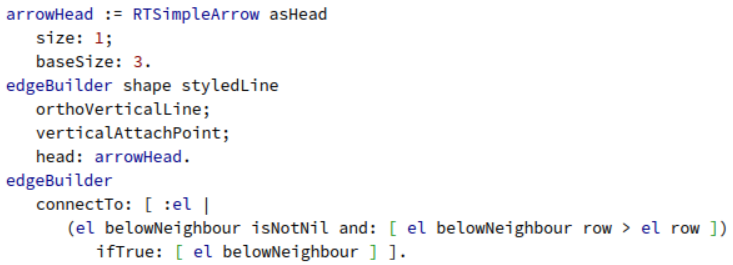 arrowHead := RTSimpleArrow asHead
size: 1;
baseSize: 3.
edgeBuilder shape styledLine
orthoVerticalLine;
verticalAttachPoint;
head: arrowHead.
edgeBuilder
connectTo: [ :el |
(el belowNeighbour isNotNil and: [ el belowNeighbour row > el row ])
ifTrue: [ el belowNeighbour ] ].